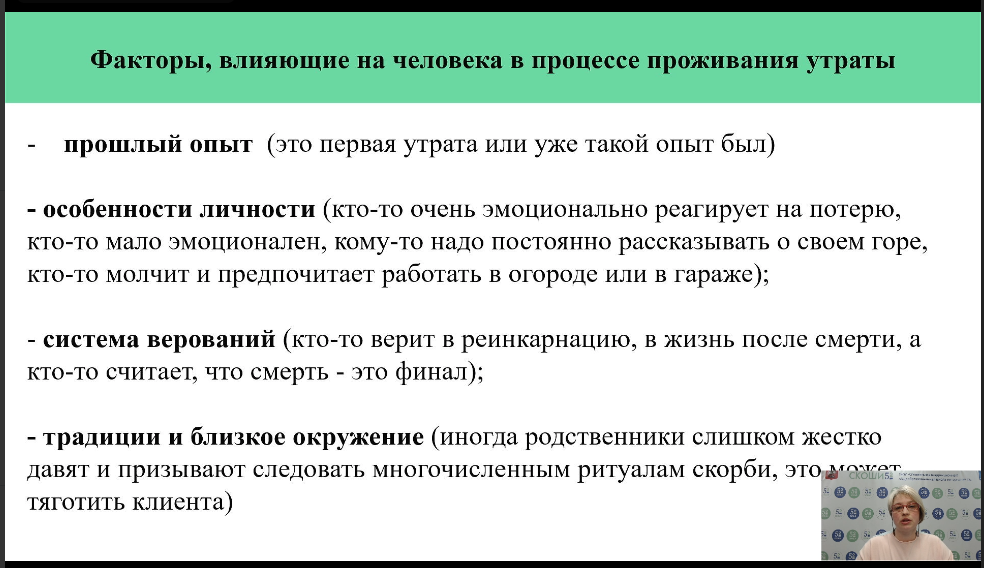 Факторы, влияющие на человека в процессе проживания утраты
- прошлый опыт (это первая утрата или уже такой опыт был)
- особенности личности (кто-то очень эмоционально реагирует на потерю,
кто-то мало эмоционален, кому-то надо постоянно рассказывать о своем горе,
кто-то молчит и предпочитает работать в огороде или в гараже);
- система верований (кто-то верит в реинкарнацию, в жизнь после смерти, а
кто-то считает, что смерть - это финал);
- традиции и близкое окружение (иногда родственники слишком жестко
давят и призывают следовать многочисленным ритуалам скорби, это может
тяготить клиента)
СКОШИ52